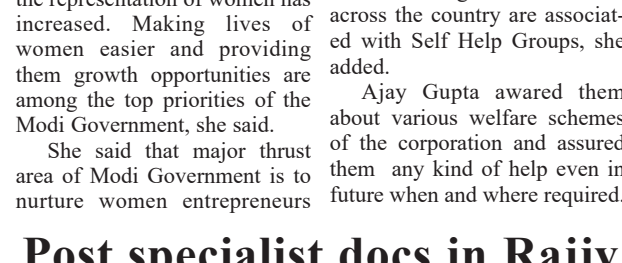 the representation of women has
increased. Making lives of
women easier and providing
them growth opportunities are
among the top priorities of the
Modi Government, she said.
She said that major thrust
area of Modi Government is to
nurture women entrepreneurs
across the country are associat-
ed with Self Help Groups, she
added.
Ajay Gupta awared them
about various welfare schemes
of the corporation and assured
them any kind of help even in
future when and where required.
Post specialist docs in Rajiv